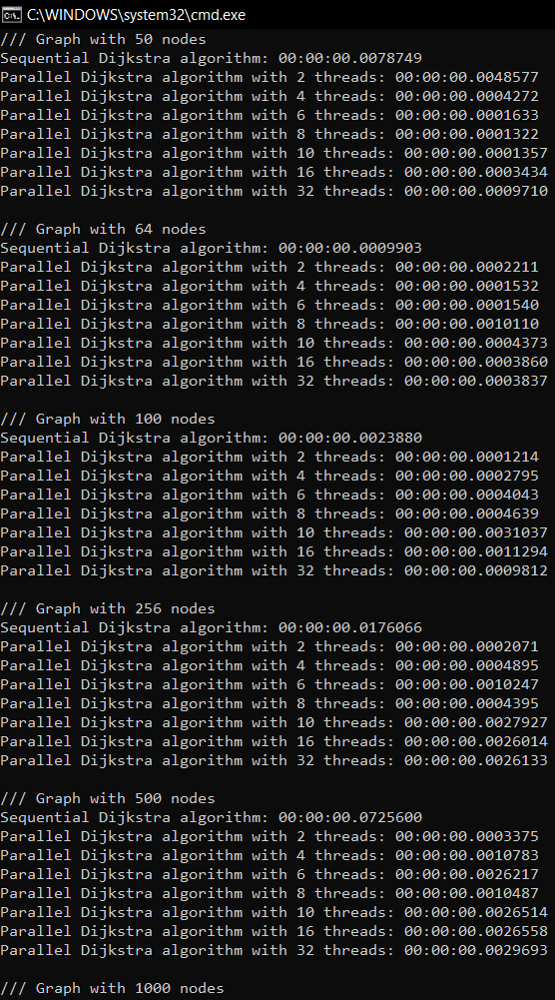 C:\WINDOWS\system32\cmd.exe
/// Graph with 50 nodes
Sequential Dijkstra algorithm: 00:00:00.0078749
Parallel Dijkstra algorithm with 2 threads: 00:00:00.0048577
Parallel Dijkstra algorithm with 4 threads: 00:00:00.0004272
Parallel Dijkstra algorithm with 6 threads: 00:00:00.0001633
Parallel Dijkstra algorithm with 8 threads: 00:00:00.0001322
Parallel Dijkstra algorithm with 10 threads: 00:00:00.0001357
Parallel Dijkstra algorithm with 16 threads: 00:00:00.0003434
Parallel Dijkstra algorithm with 32 threads: 00:00:00.0009710
/// Graph with 64 nodes
Sequential Dijkstra algorithm: 00:00:00.0009903
Parallel Dijkstra algorithm with 2 threads: 00:00:00.0002211
Parallel Dijkstra algorithm with 4 threads: 00:00:00.0001532
Parallel Dijkstra algorithm with 6 threads: 00:00:00.0001540
Parallel Dijkstra algorithm with 8 threads: 00:00:00.0010110
Parallel Dijkstra algorithm with 10 threads: 00:00:00.0004373
Parallel Dijkstra algorithm with 16 threads: 00:00:00.0003860
Parallel Dijkstra algorithm with 32 threads: 00:00:00.0003837
/// Graph with 100 nodes
Sequential Dijkstra algorithm: 00:00:00.0023880
Parallel Dijkstra algorithm with 2 threads: 00:00:00.0001214
Parallel Dijkstra algorithm with 4 threads: 00:00:00.0002795
Parallel Dijkstra algorithm with 6 threads: 00:00:00.0004043
Parallel Dijkstra algorithm with 8 threads: 00:00:00.0004639
Parallel Dijkstra algorithm with 10 threads: 00:00:00.0031037
Parallel Dijkstra algorithm with 16 threads: 00:00:00.0011294
Parallel Dijkstra algorithm with 32 threads: 00:00:00.0009812
/// Graph with 256 nodes
Sequential Dijkstra algorithm: 00:00:00.0176066
Parallel Dijkstra algorithm with 2 threads: 00:00:00.0002071
Parallel Dijkstra algorithm with 4 threads: 00:00:00.0004895
Parallel Dijkstra algorithm with 6 threads: 00:00:00.0010247
Parallel Dijkstra algorithm with 8 threads: 00:00:00.0004395
Parallel Dijkstra algorithm with 10 threads: 00:00:00.0027927
Parallel Dijkstra algorithm with 16 threads: 00:00:00.0026014
Parallel Dijkstra algorithm with 32 threads: 00:00:00.0026133
/// Graph with 500 nodes
Sequential Dijkstra algorithm: 00:00:00.0725600
Parallel Dijkstra algorithm with 2 threads: 00:00:00.0003375
Parallel Dijkstra algorithm with 4 threads: 00:00:00.0010783
Parallel Dijkstra algorithm with 6 threads: 00:00:00.0026217
Parallel Dijkstra algorithm with 8 threads: 00:00:00.0010487
Parallel Dijkstra algorithm with 10 threads: 00:00:00.0026514
Parallel Dijkstra algorithm with 16 threads: 00:00:00.0026558
Parallel Dijkstra algorithm with 32 threads: 00:00:00.0029693
/// Graph with 1000 nodes